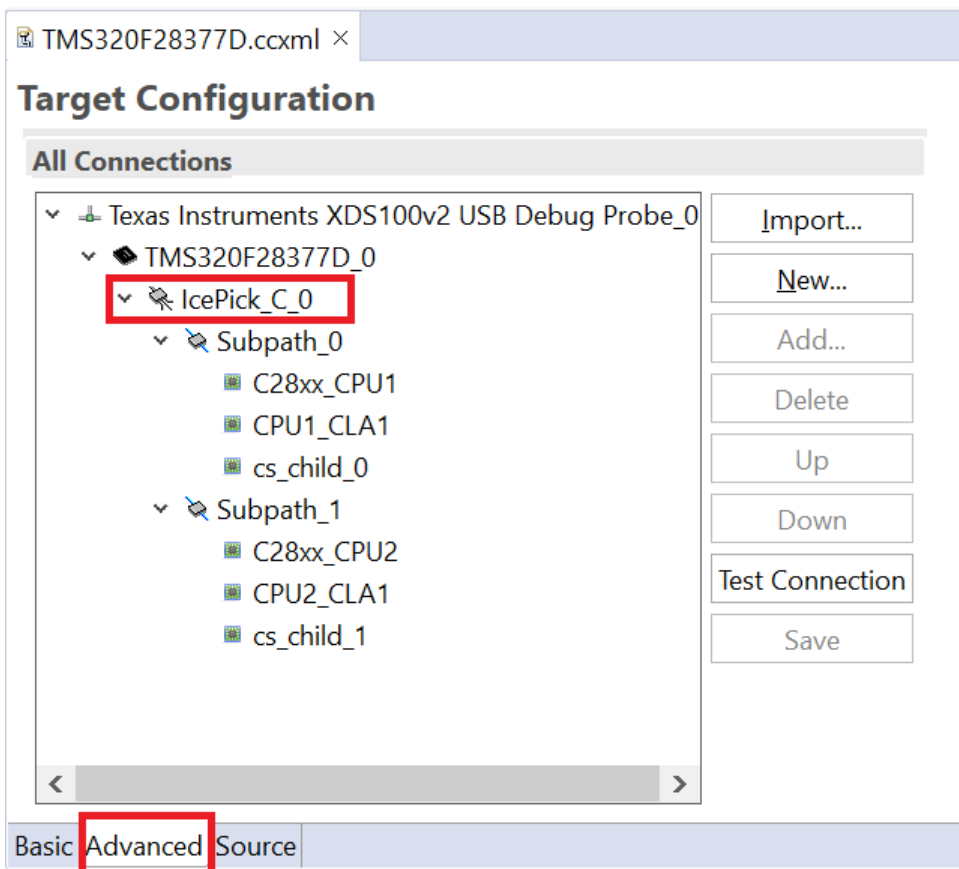 TMS320F28377D.ccxml ×
Target Configuration
All Connections
Texas Instruments XDS100v2 USB Debug Probe_0
Import...
TMS320F28377D_0
New...
IcePick_C_0
Subpath_0
Add...
C28xx_CPU1
Delete
CPU1_CLA1
cs_child_0
Up
Subpath_1
Down
C28xx_CPU2
Test Connection
CPU2_CLA1
cs_child_1
Save
Basic Advanced Source